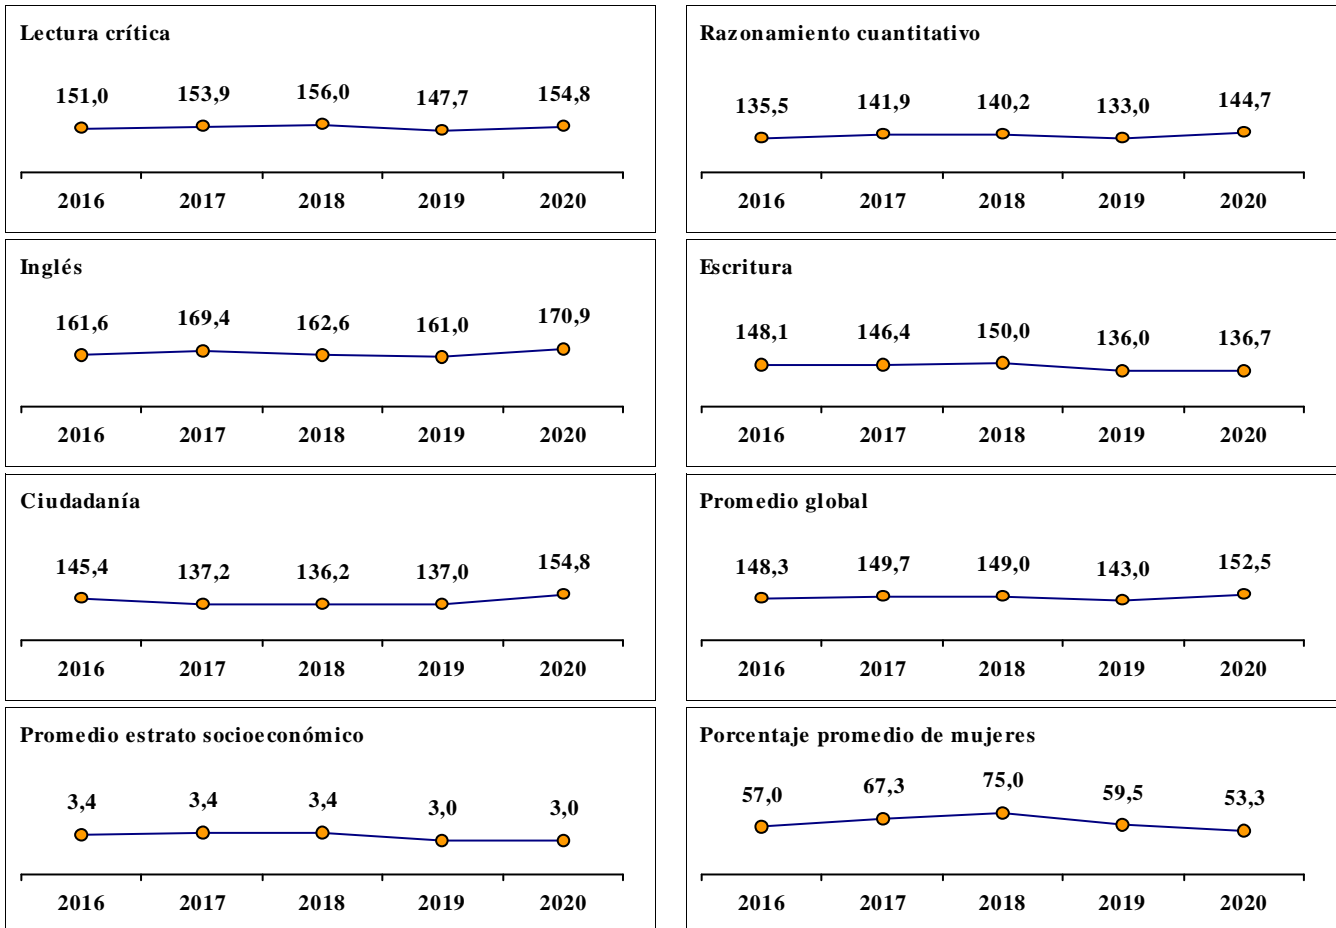 Lectura crítica
151,0 153,9 156,0 147,7 154,8
2016 2017 2018 2019 2020
Razonamiento cuantitativo
135,5 141,9 140,2 133,0 144,7
2016 2017 2018 2019 2020
Inglés
161,6 169,4 162,6 161,0 170,9
2016 2017 2018 2019 2020
Escritura
148,1 146,4 150,0 136,0 136,7
2016 2017 2018 2019 2020
Ciudadanía
145,4 137,2 136,2 137,0 154,8
2016 2017 2018 2019 2020
Promedio global
148,3 149,7 149,0 143,0 152,5
2016 2017 2018 2019 2020
Promedio estrato socioeconómico
3,4 3,4 3,4 3,0 3,0
2016 2017 2018 2019 2020
Porcentaje promedio de mujeres
57,0 67,3 75,0 59,5 53,3
2016 2017 2018 2019 2020